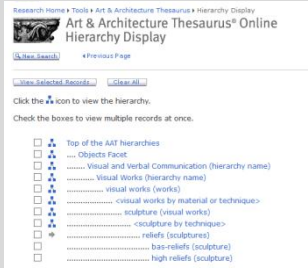 Research Home ▸ Tools ▸ Art & Architecture Thesaurus ▸ Hierarchy Display
Art & Architecture Thesaurus® Online
Hierarchy Display
New Search
Previous Page
View Selected Records
Clear All
Click the icon to view the hierarchy.
Check the boxes to view multiple records at once.
Top of the AAT hierarchies
.... Objects Facet
........ Visual and Verbal Communication (hierarchy name)
............ Visual Works (hierarchy name)
................ visual works (works)
.................... <visual works by material or technique>
........................ sculpture (visual works)
............................ <sculpture by technique>
................................ reliefs (sculptures)
.................................... bas-reliefs (sculpture)
.................................... high reliefs (sculpture)